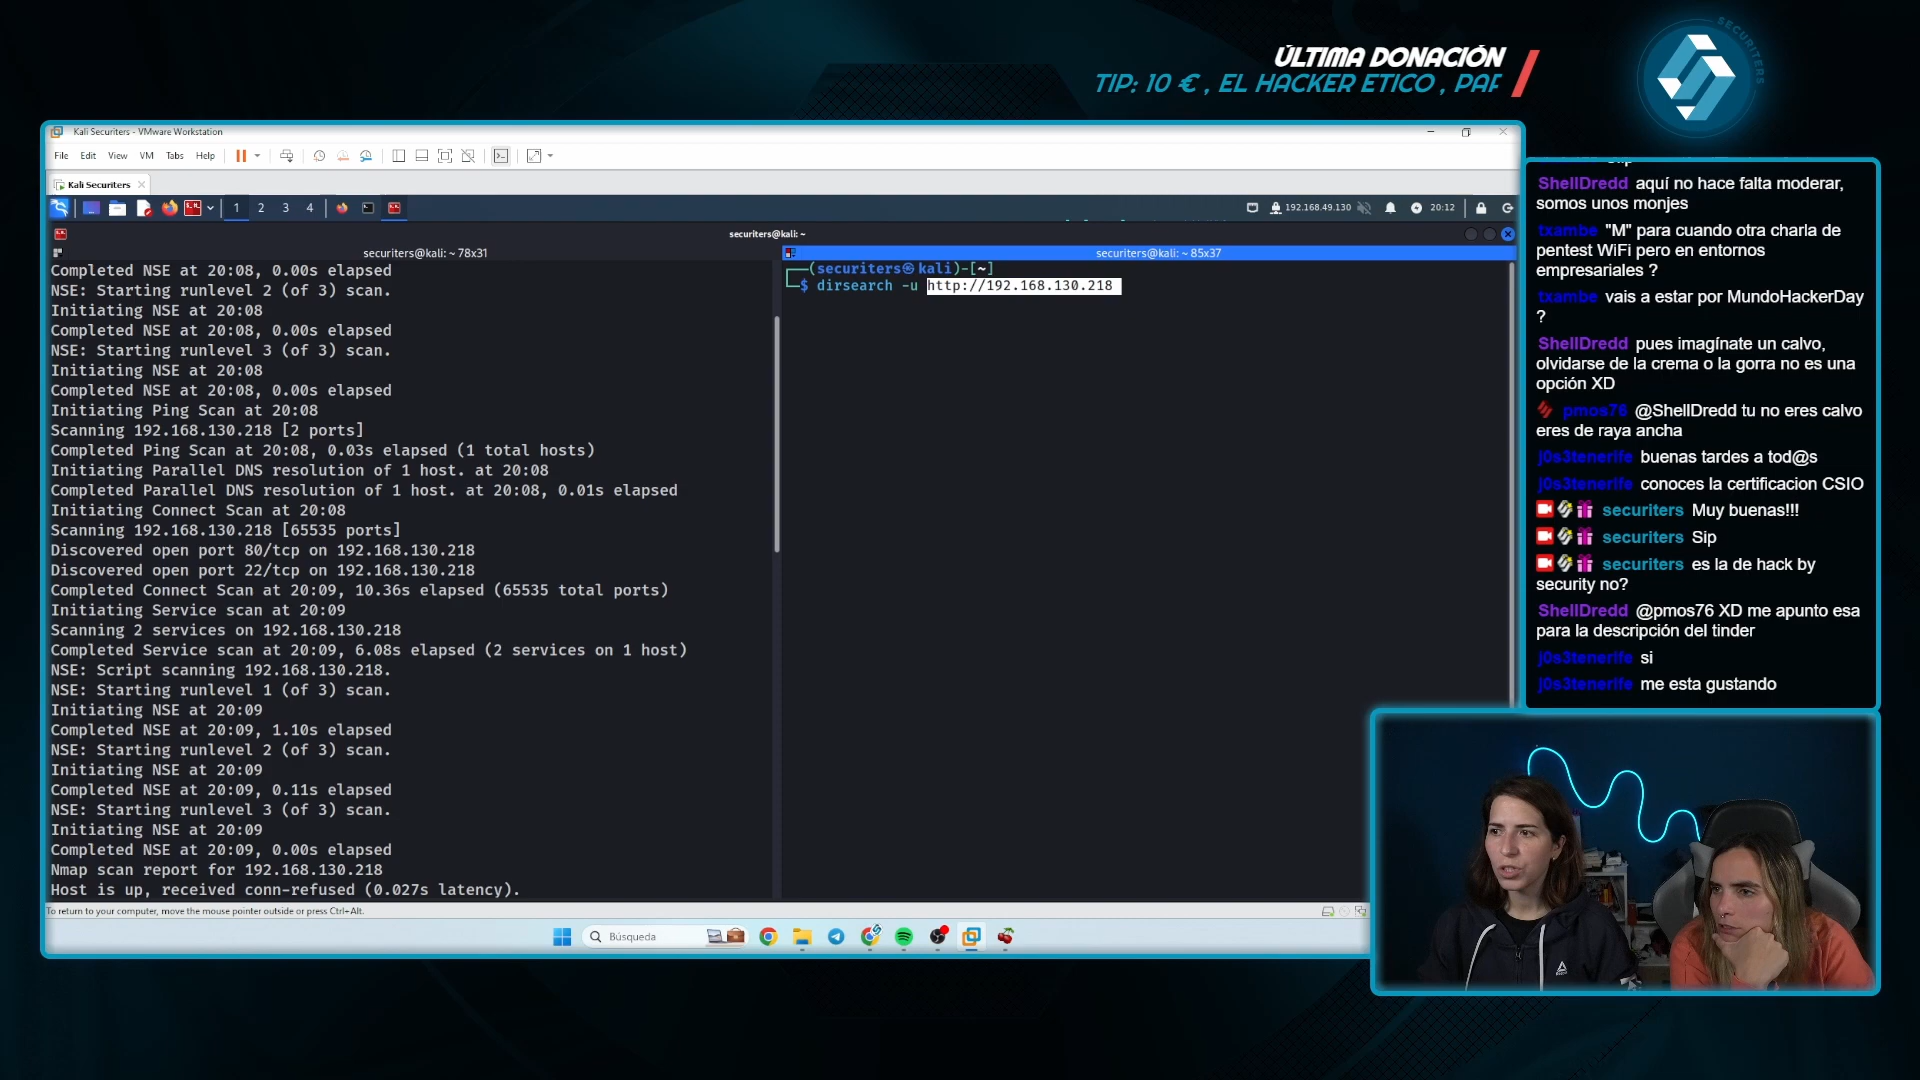 ÚLTIMA DONACIÓN
TIP: 10 € , EL HACKER ETICO , PAR
SECURITERS
Kali Securiters - VMware Workstation
File Edit View VM Tabs Help
Kali Securiters
1 2 3 4
192.168.49.130
20:12
securiters@kali: ~
securiters@kali: ~ 78x31
Completed NSE at 20:08, 0.00s elapsed
NSE: Starting runlevel 2 (of 3) scan.
Initiating NSE at 20:08
Completed NSE at 20:08, 0.00s elapsed
NSE: Starting runlevel 3 (of 3) scan.
Initiating NSE at 20:08
Completed NSE at 20:08, 0.00s elapsed
Initiating Ping Scan at 20:08
Scanning 192.168.130.218 [2 ports]
Completed Ping Scan at 20:08, 0.03s elapsed (1 total hosts)
Initiating Parallel DNS resolution of 1 host. at 20:08
Completed Parallel DNS resolution of 1 host. at 20:08, 0.01s elapsed
Initiating Connect Scan at 20:08
Scanning 192.168.130.218 [65535 ports]
Discovered open port 80/tcp on 192.168.130.218
Discovered open port 22/tcp on 192.168.130.218
Completed Connect Scan at 20:09, 10.36s elapsed (65535 total ports)
Initiating Service scan at 20:09
Scanning 2 services on 192.168.130.218
Completed Service scan at 20:09, 6.08s elapsed (2 services on 1 host)
NSE: Script scanning 192.168.130.218.
NSE: Starting runlevel 1 (of 3) scan.
Initiating NSE at 20:09
Completed NSE at 20:09, 1.10s elapsed
NSE: Starting runlevel 2 (of 3) scan.
Initiating NSE at 20:09
Completed NSE at 20:09, 0.11s elapsed
NSE: Starting runlevel 3 (of 3) scan.
Initiating NSE at 20:09
Completed NSE at 20:09, 0.00s elapsed
Nmap scan report for 192.168.130.218
Host is up, received conn-refused (0.027s latency).
securiters@kali: ~ 85x37
┌──(securiters㉿kali)-[~]
└─$ dirsearch -u http://192.168.130.218
To return to your computer, move the mouse pointer outside or press Ctrl+Alt.
Búsqueda
ShellDredd aquí no hace falta moderar,
somos unos monjes
txambe "M" para cuando otra charla de
pentest WiFi pero en entornos
empresariales ?
txambe vais a estar por MundoHackerDay
?
ShellDredd pues imagínate un calvo,
olvidarse de la crema o la gorra no es una
opción XD
pmos76 @ShellDredd tu no eres calvo
eres de raya ancha
j0s3tenerife buenas tardes a tod@s
j0s3tenerife conoces la certificacion CSIO
securiters Muy buenas!!!
securiters Sip
securiters es la de hack by
security no?
ShellDredd @pmos76 XD me apunto esa
para la descripción del tinder
j0s3tenerife si
j0s3tenerife me esta gustando